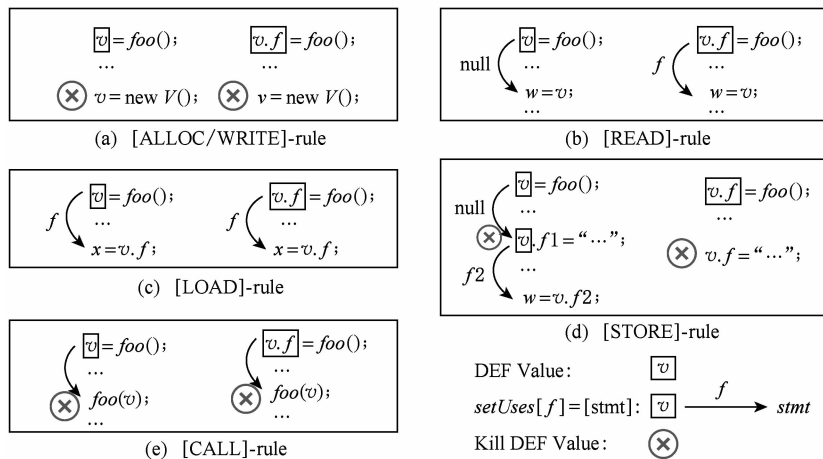 v = foo();
v.f = foo();
…
…
v = new V();
v = new V();
(a) [ALLOC/WRITE]-rule
v = foo();
v.f = foo();
null
f
…
…
w = v;
w = v;
…
…
(b) [READ]-rule
v = foo();
v.f = foo();
f
f
…
…
x = v.f;
x = v.f;
(c) [LOAD]-rule
v = foo();
v.f = foo();
null
…
…
v.f1 = “…”;
v.f = “…”;
…
f2
w = v.f2;
(d) [STORE]-rule
v = foo();
v.f = foo();
…
…
foo(v);
foo(v);
…
…
(e) [CALL]-rule
DEF Value: v
setUses[f]=[stmt]: v f stmt
Kill DEF Value: